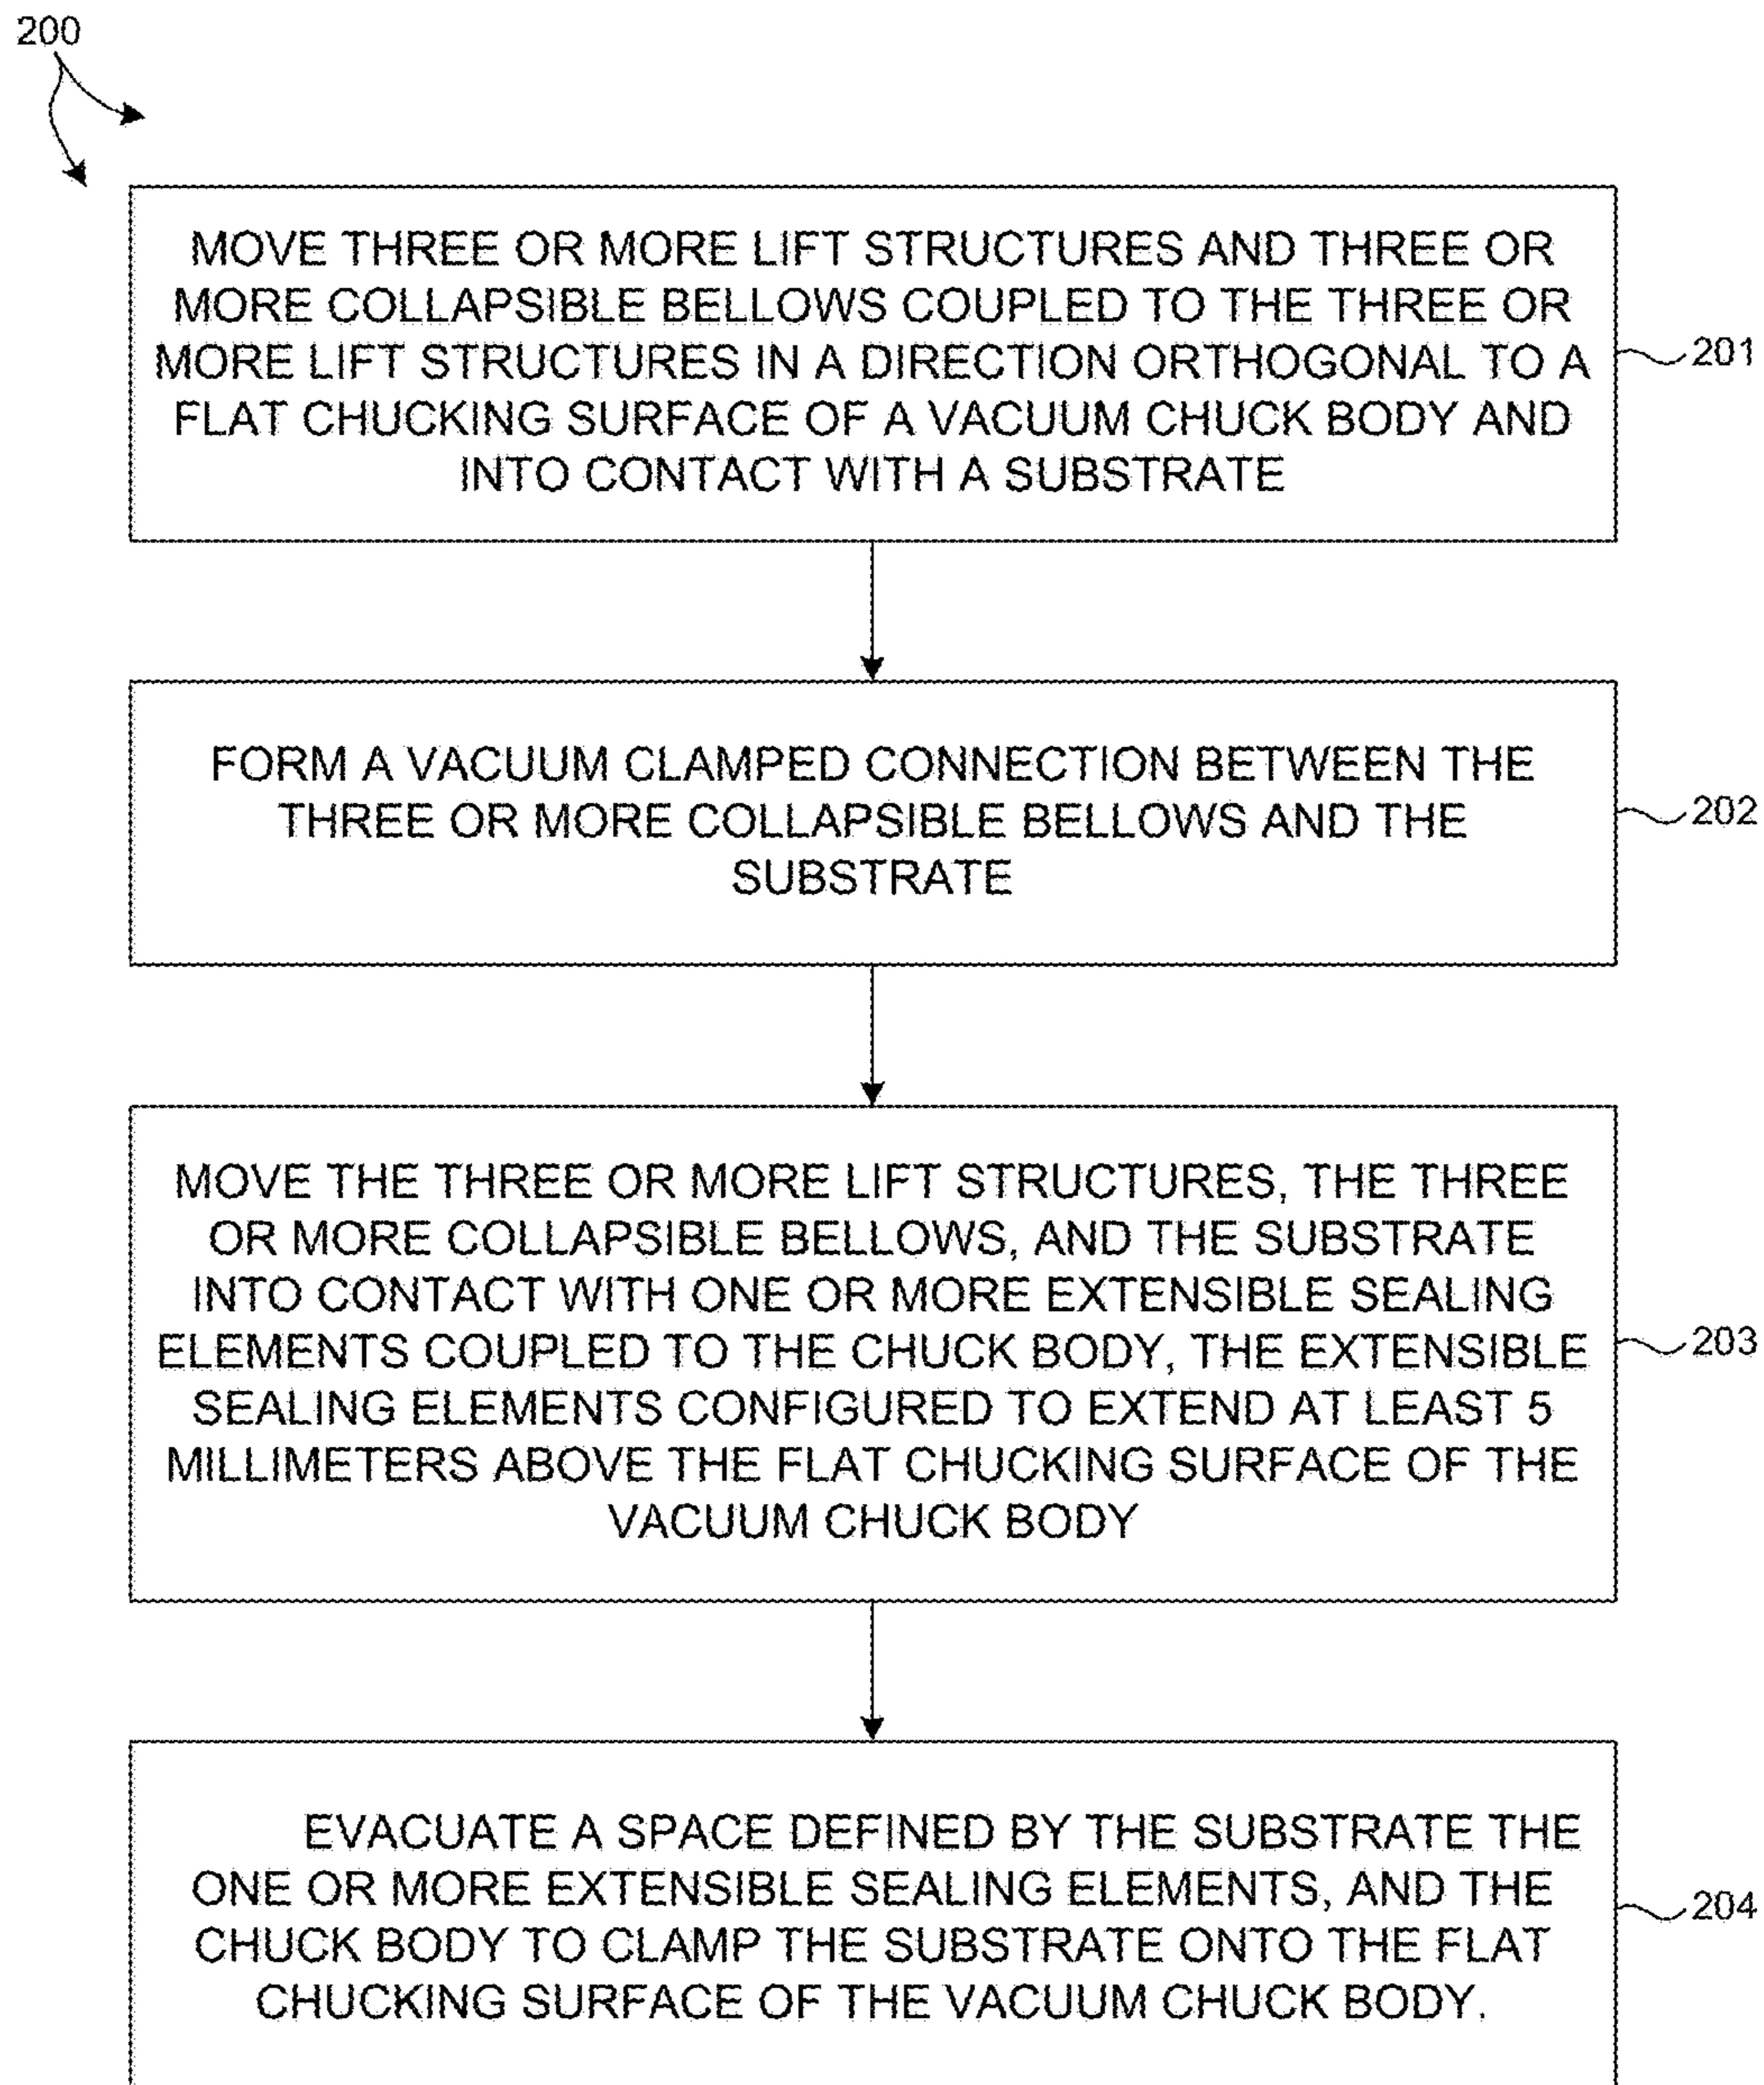 200
MOVE THREE OR MORE LIFT STRUCTURES AND THREE OR
MORE COLLAPSIBLE BELLOWS COUPLED TO THE THREE OR
MORE LIFT STRUCTURES IN A DIRECTION ORTHOGONAL TO A
FLAT CHUCKING SURFACE OF A VACUUM CHUCK BODY AND
INTO CONTACT WITH A SUBSTRATE
201
FORM A VACUUM CLAMPED CONNECTION BETWEEN THE
THREE OR MORE COLLAPSIBLE BELLOWS AND THE
SUBSTRATE
202
MOVE THE THREE OR MORE LIFT STRUCTURES, THE THREE
OR MORE COLLAPSIBLE BELLOWS, AND THE SUBSTRATE
INTO CONTACT WITH ONE OR MORE EXTENSIBLE SEALING
ELEMENTS COUPLED TO THE CHUCK BODY, THE EXTENSIBLE
SEALING ELEMENTS CONFIGURED TO EXTEND AT LEAST 5
MILLIMETERS ABOVE THE FLAT CHUCKING SURFACE OF THE
VACUUM CHUCK BODY
203
EVACUATE A SPACE DEFINED BY THE SUBSTRATE THE
ONE OR MORE EXTENSIBLE SEALING ELEMENTS, AND THE
CHUCK BODY TO CLAMP THE SUBSTRATE ONTO THE FLAT
CHUCKING SURFACE OF THE VACUUM CHUCK BODY.
204